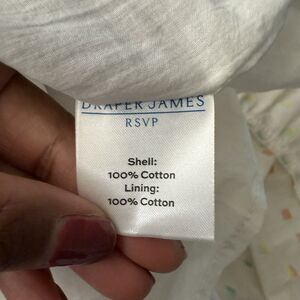 DRAPER JAMES
RSVP
Shell:
100% Cotton
Lining:
100% Cotton